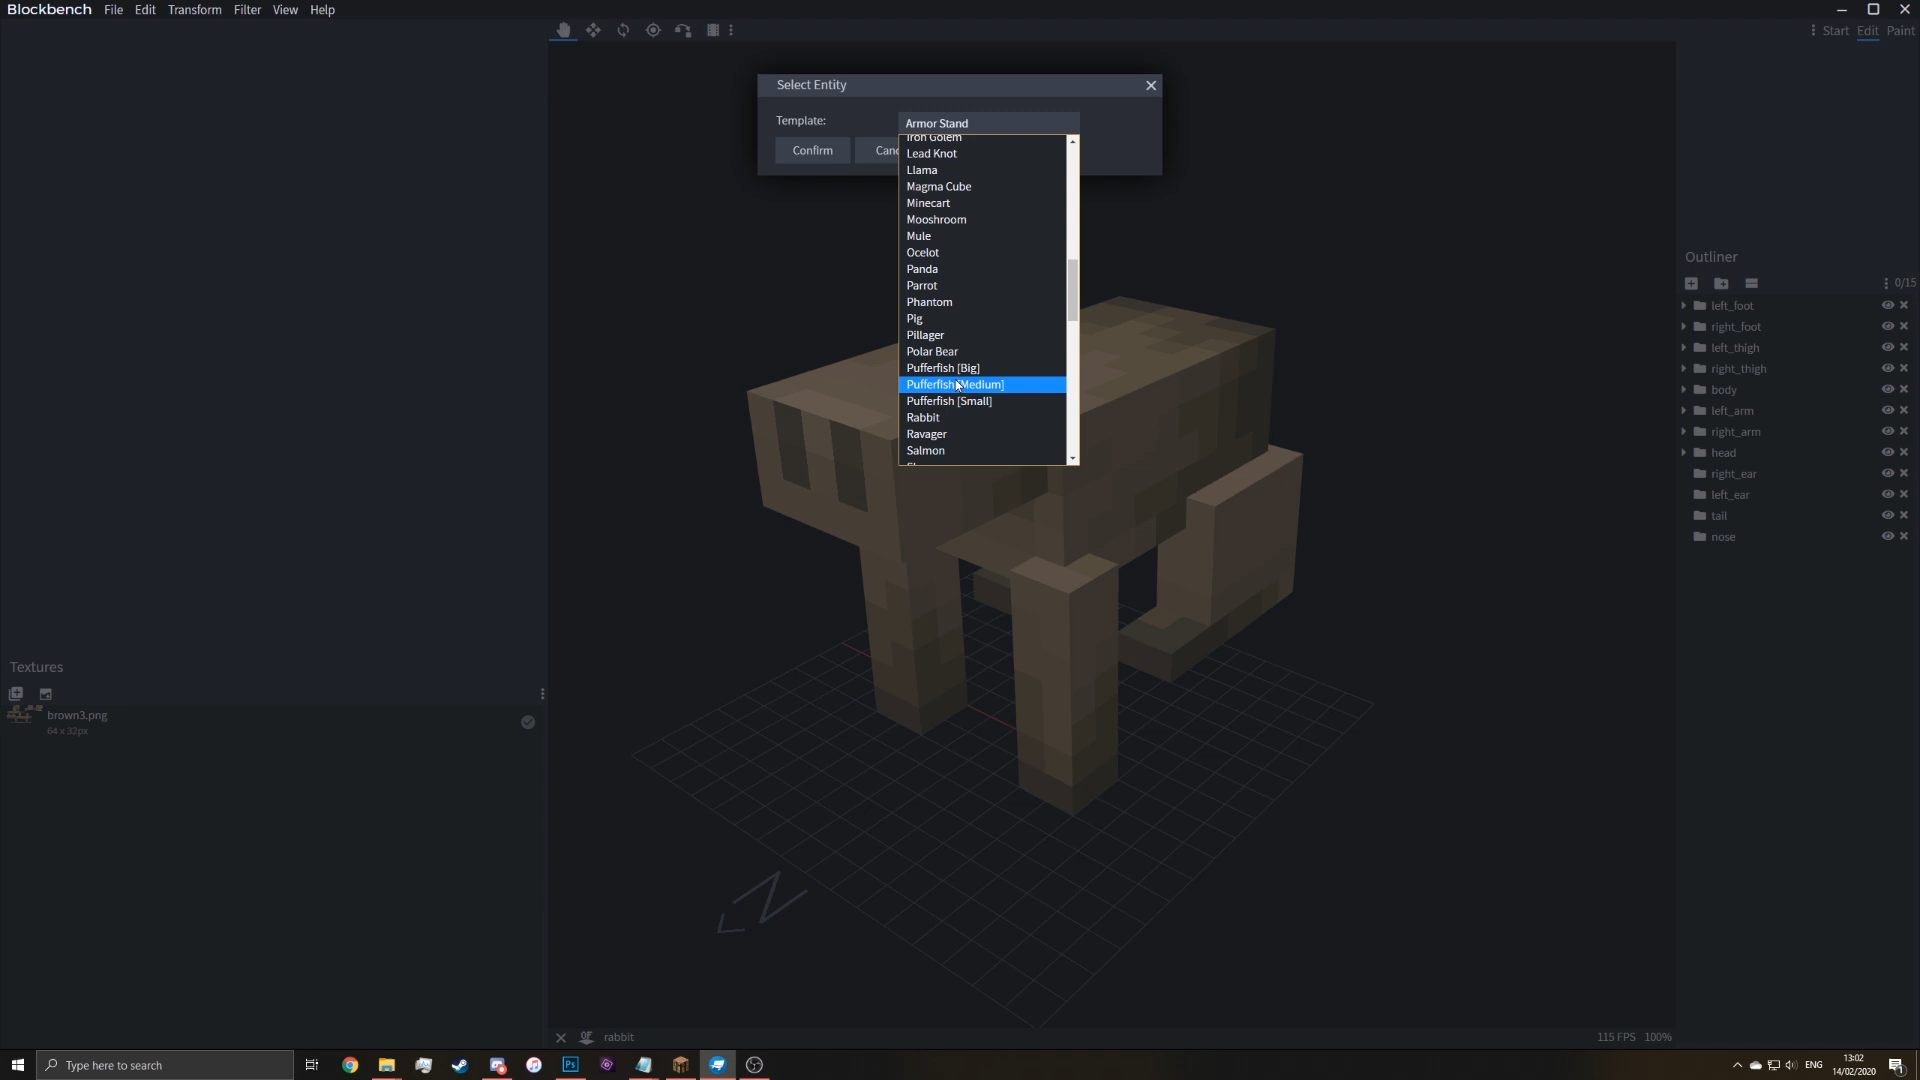 Blockbench File Edit Transform Filter View Help
Start Edit Paint
Select Entity
Template:
Armor Stand
Confirm
Canc
Iron Golem
Lead Knot
Llama
Magma Cube
Minecart
Mooshroom
Mule
Ocelot
Panda
Parrot
Phantom
Pig
Pillager
Polar Bear
Pufferfish [Big]
Pufferfish [Medium]
Pufferfish [Small]
Rabbit
Ravager
Salmon
Outliner
0/15
left_foot
right_foot
left_thigh
right_thigh
body
left_arm
right_arm
head
right_ear
left_ear
tail
nose
Textures
brown3.png
64 x 32px
N
OF rabbit
115 FPS 100%
Type here to search
Ps
ENG
13:02
14/02/2020
1